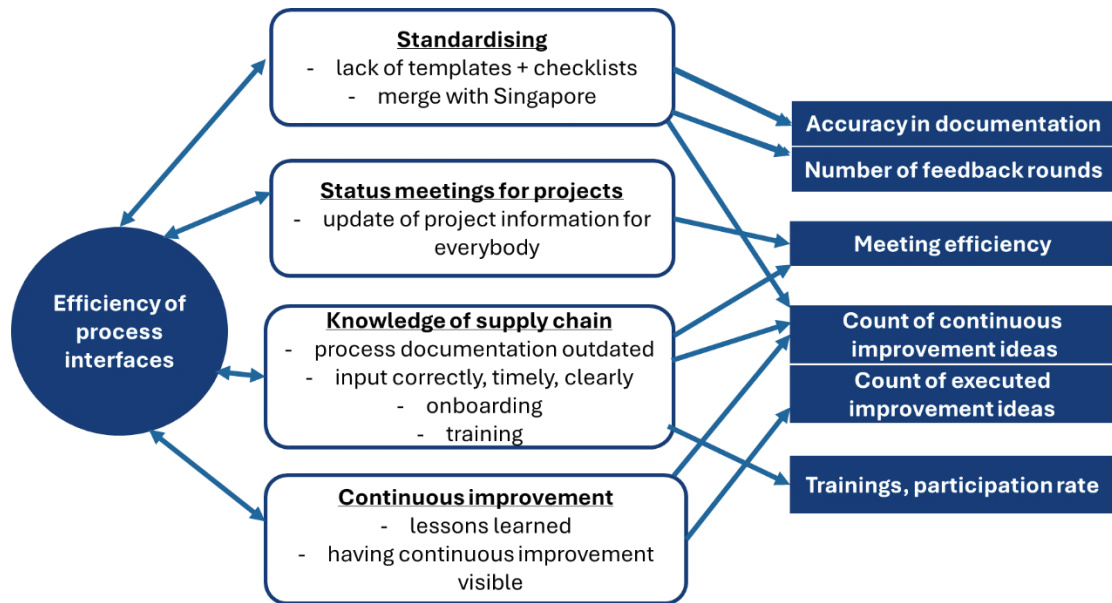 Standardising
- lack of templates + checklists
- merge with Singapore
Status meetings for projects
- update of project information for
everybody
Efficiency of
process
interfaces
Knowledge of supply chain
- process documentation outdated
- input correctly, timely, clearly
- onboarding
- training
Continuous improvement
- lessons learned
- having continuous improvement
visible
Accuracy in documentation
Number of feedback rounds
Meeting efficiency
Count of continuous
improvement ideas
Count of executed
improvement ideas
Trainings, participation rate